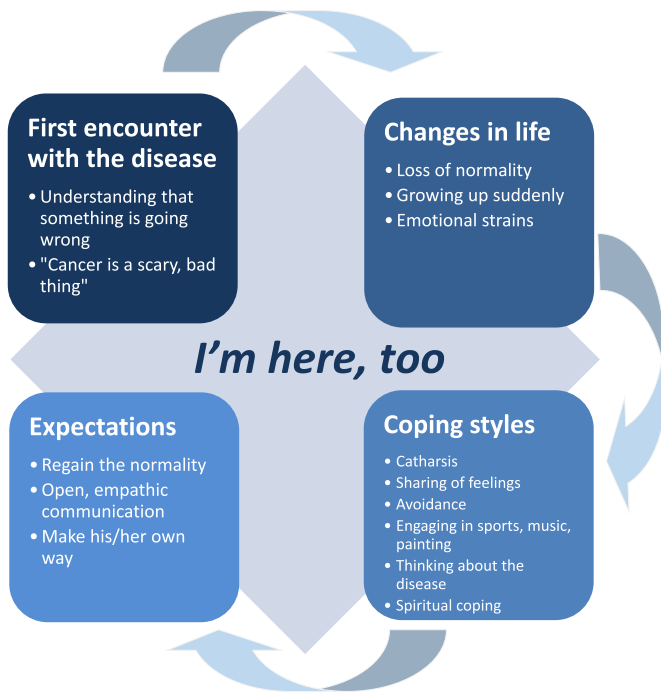 First encounter
with the disease
• Understanding that
something is going
wrong
• "Cancer is a scary, bad
thing"
Changes in life
• Loss of normality
• Growing up suddenly
• Emotional strains
I'm here, too
Expectations
• Regain the normality
• Open, empathic
communication
• Make his/her own
way
Coping styles
• Catharsis
• Sharing of feelings
• Avoidance
• Engaging in sports, music,
painting
• Thinking about the
disease
• Spiritual coping